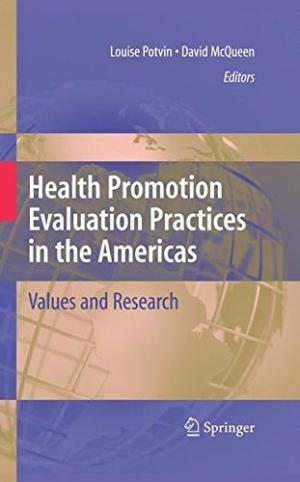 Louise Potvin · David McQueen
Editors
Health Promotion
Evaluation Practices
in the Americas
Values and Research
Springer